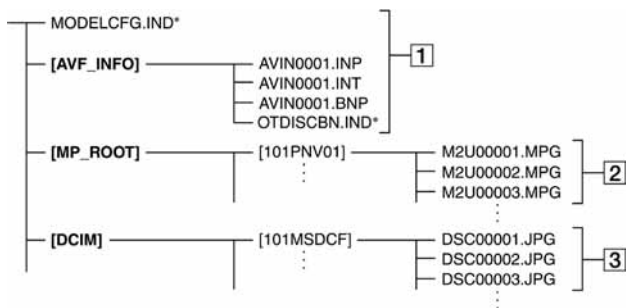 MODELCFG.IND*
1
[AVF_INFO] AVIN0001.INP
AVIN0001.INT
AVIN0001.BNP
OTDISCBN.IND*
[MP_ROOT] [101PNV01] M2U00001.MPG
M2U00002.MPG
2
M2U00003.MPG
[DCIM] [101MSDCF] DSC00001.JPG
DSC00002.JPG
3
DSC00003.JPG